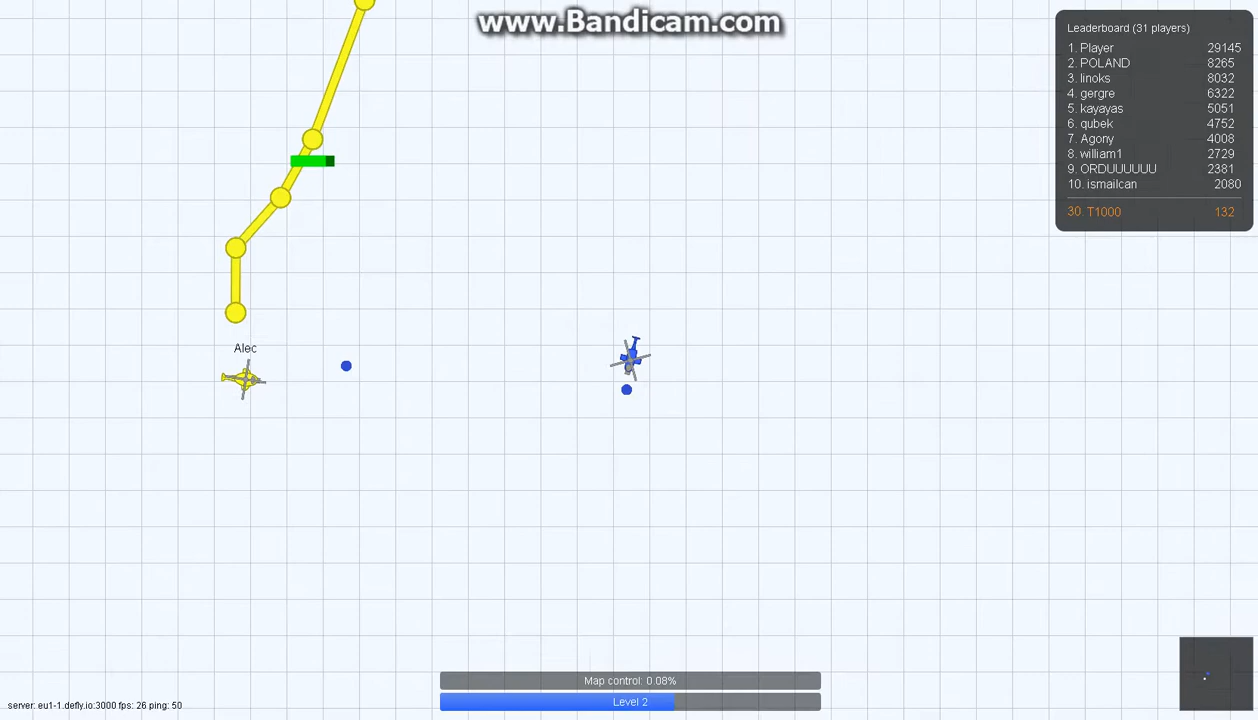 www.Bandicam.com
Leaderboard (31 players)
1. Player 29145
2. POLAND 8265
3. linoks 8032
4. gergre 6322
5. kayayas 5051
6. qubek 4752
7. Agony 4008
8. william1 2729
9. ORDUUUUUU 2381
10. ismailcan 2080
30. T1000 132
Alec
Map control: 0.08%
Level 2
server: eu1-1.defly.io:3000 fps: 26 ping: 50